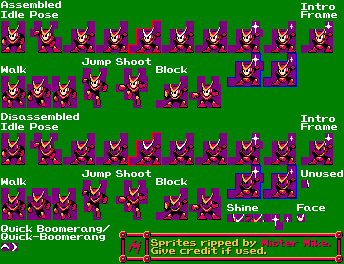 Assembled
Idle Pose
Intro
Frame
Walk
Jump Shoot
Block
Disassembled
Idle Pose
Intro
Frame
Walk
Jump Shoot
Block
Unused
Shine
Face
Quick Boomerang/
Quick-Boomerang
Sprites ripped by Mister Mike.
Give credit if used.